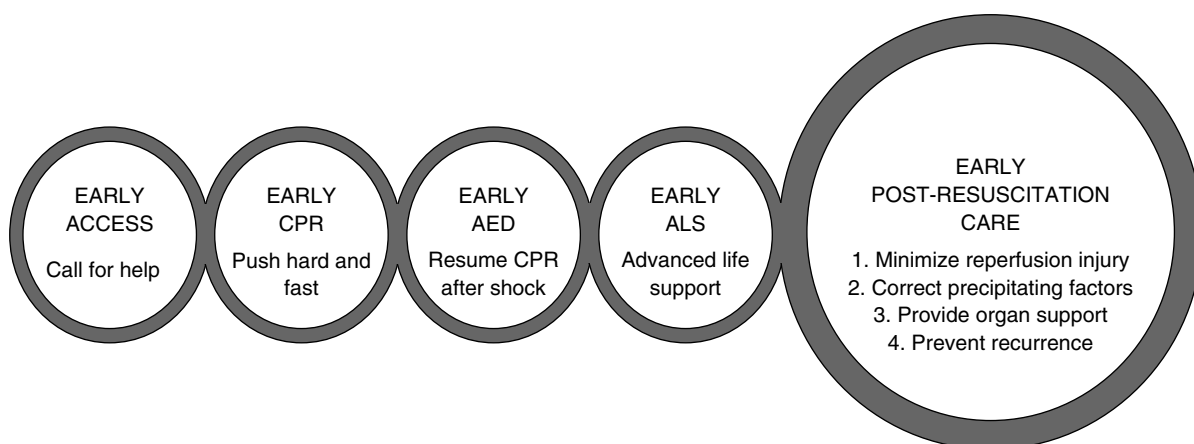 EARLY
ACCESS
Call for help
EARLY
CPR
Push hard and
fast
EARLY
AED
Resume CPR
after shock
EARLY
ALS
Advanced life
support
EARLY
POST-RESUSCITATION
CARE
1. Minimize reperfusion injury
2. Correct precipitating factors
3. Provide organ support
4. Prevent recurrence